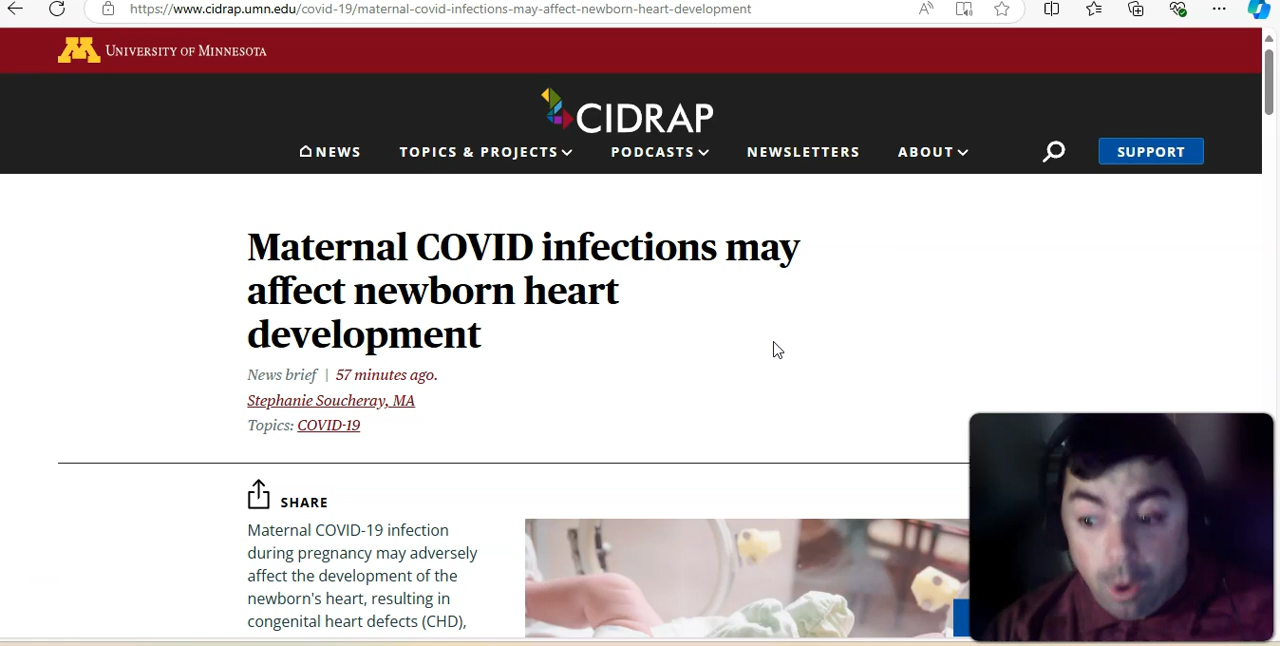 https://www.cidrap.umn.edu/covid-19/maternal-covid-infections-may-affect-newborn-heart-development
UNIVERSITY OF MINNESOTA
CIDRAP
NEWS TOPICS & PROJECTS PODCASTS NEWSLETTERS ABOUT SUPPORT
Maternal COVID infections may
affect newborn heart
development
News brief | 57 minutes ago.
Stephanie Soucheray, MA
Topics: COVID-19
SHARE
Maternal COVID-19 infection
during pregnancy may adversely
affect the development of the
newborn's heart, resulting in
congenital heart defects (CHD),